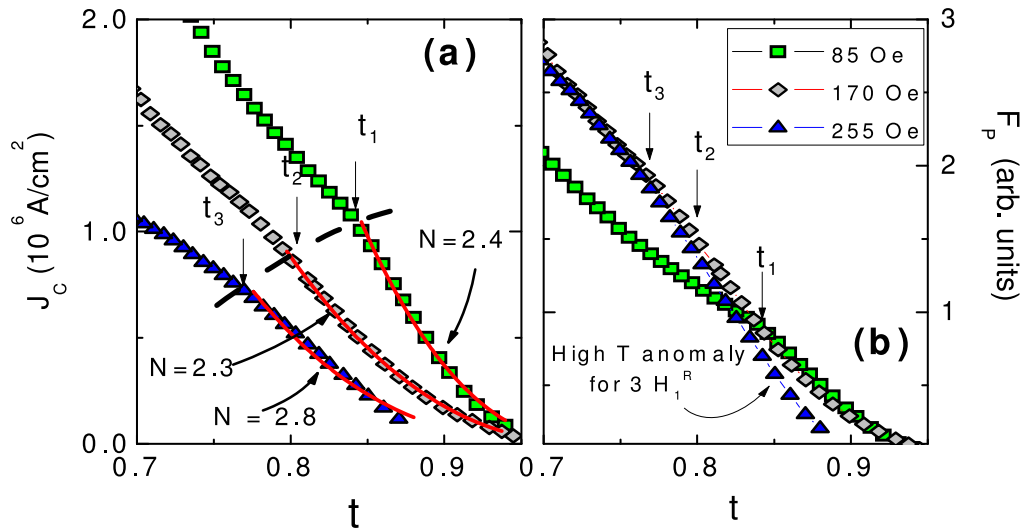 2.0
1.0
0.0
J_C (10^6 A/cm^2
(a)
t_1
t_2
t_3
N=2.4
N=2.3
N = 2.8
0.7 0.8 0.9
t
85 Oe
170 Oe
255 Oe
t_3
t_2
t_1
High T anomaly
for 3 H_1^R
(b)
3
2
1
F_P (arb. units)
0.7 0.8 0.9
t